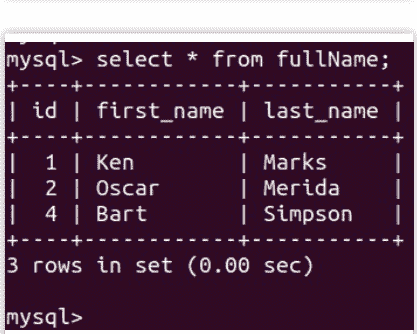 mysql> select * from fullName;
+----+------------+-----------+
| id | first_name | last_name |
+----+------------+-----------+
|  1 | Ken        | Marks     |
|  2 | Oscar      | Merida    |
|  4 | Bart       | Simpson   |
+----+------------+-----------+
3 rows in set (0.00 sec)
mysql>